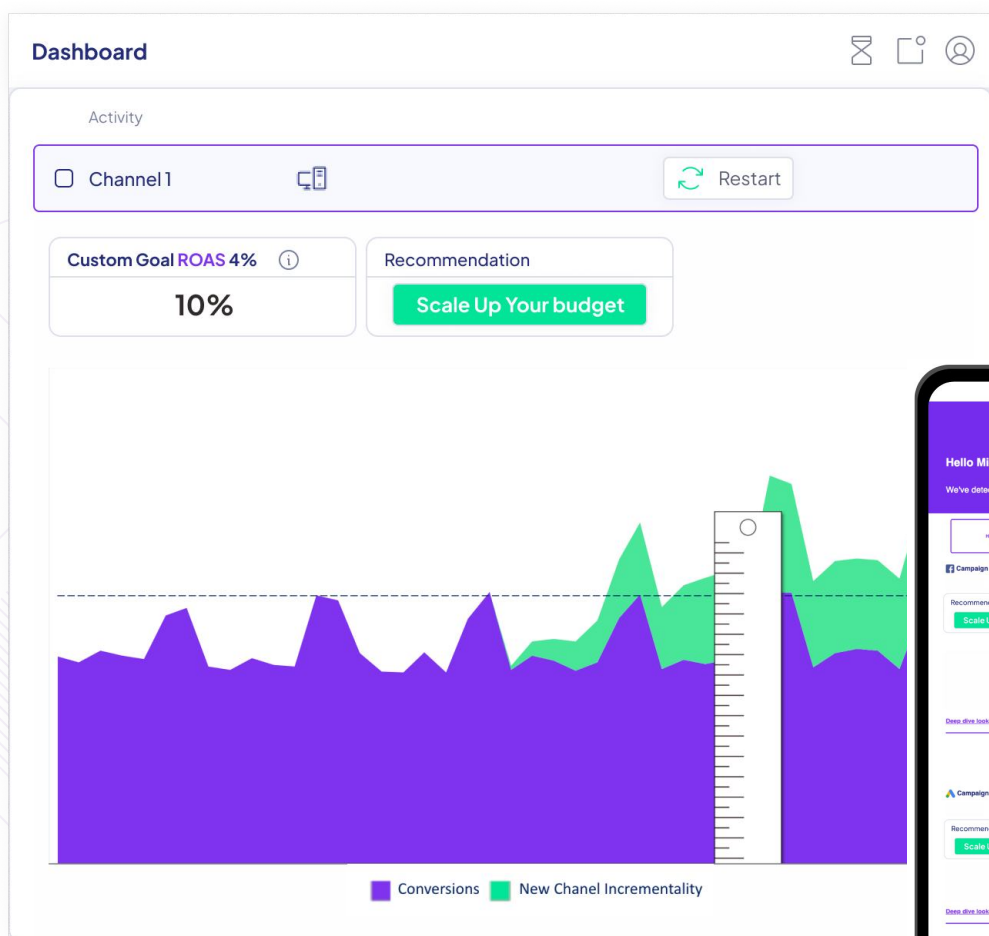 Dashboard
Activity
Channel 1
Restart
Custom Goal ROAS 4%
10%
Recommendation
Scale Up Your budget
Hello Mi
We've dete
Campaign
Recommen
Scale U
Deep dive look
Campaign
Recommen
Scale U
Deep dive look
Conversions
New Chanel Incrementality